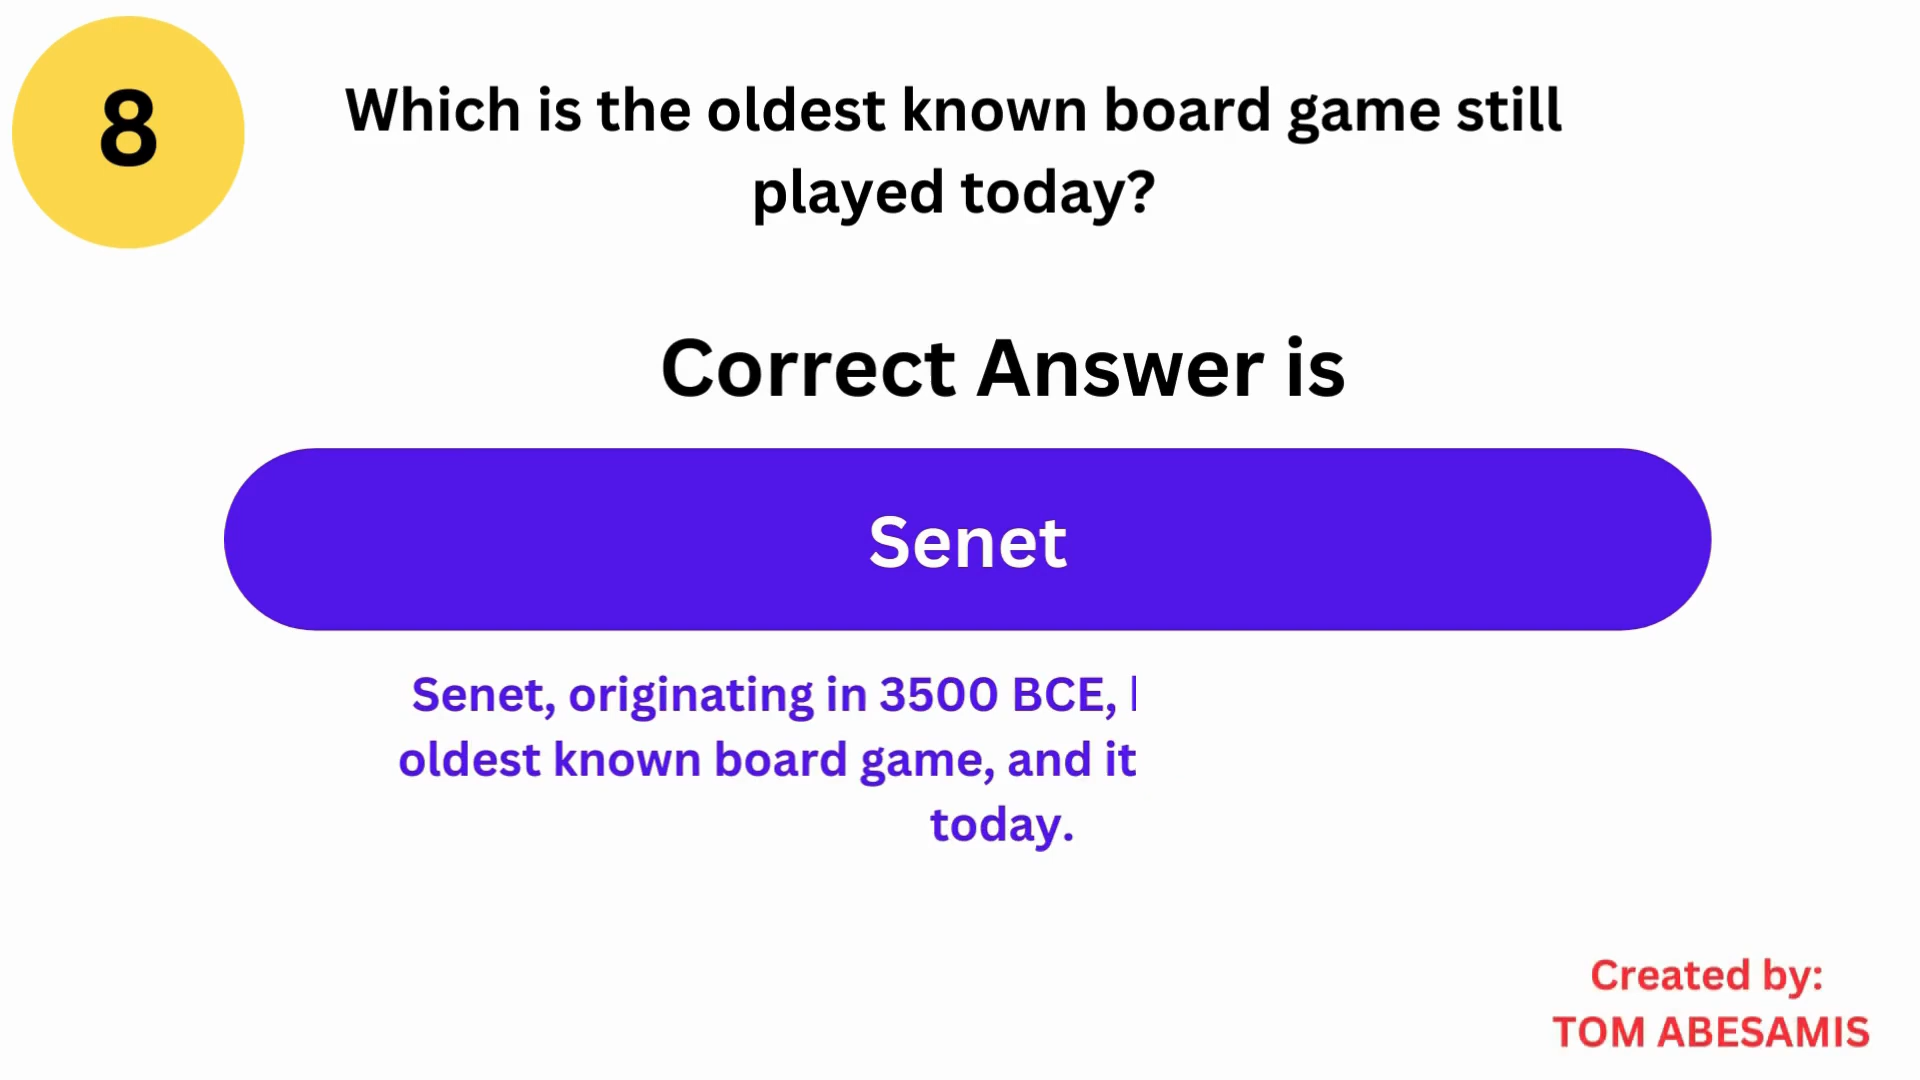 8
Which is the oldest known board game still
played today?
Correct Answer is
Senet
Senet, originating in 3500 BCE,
oldest known board game, and it
today.
Created by:
TOM ABESAMIS